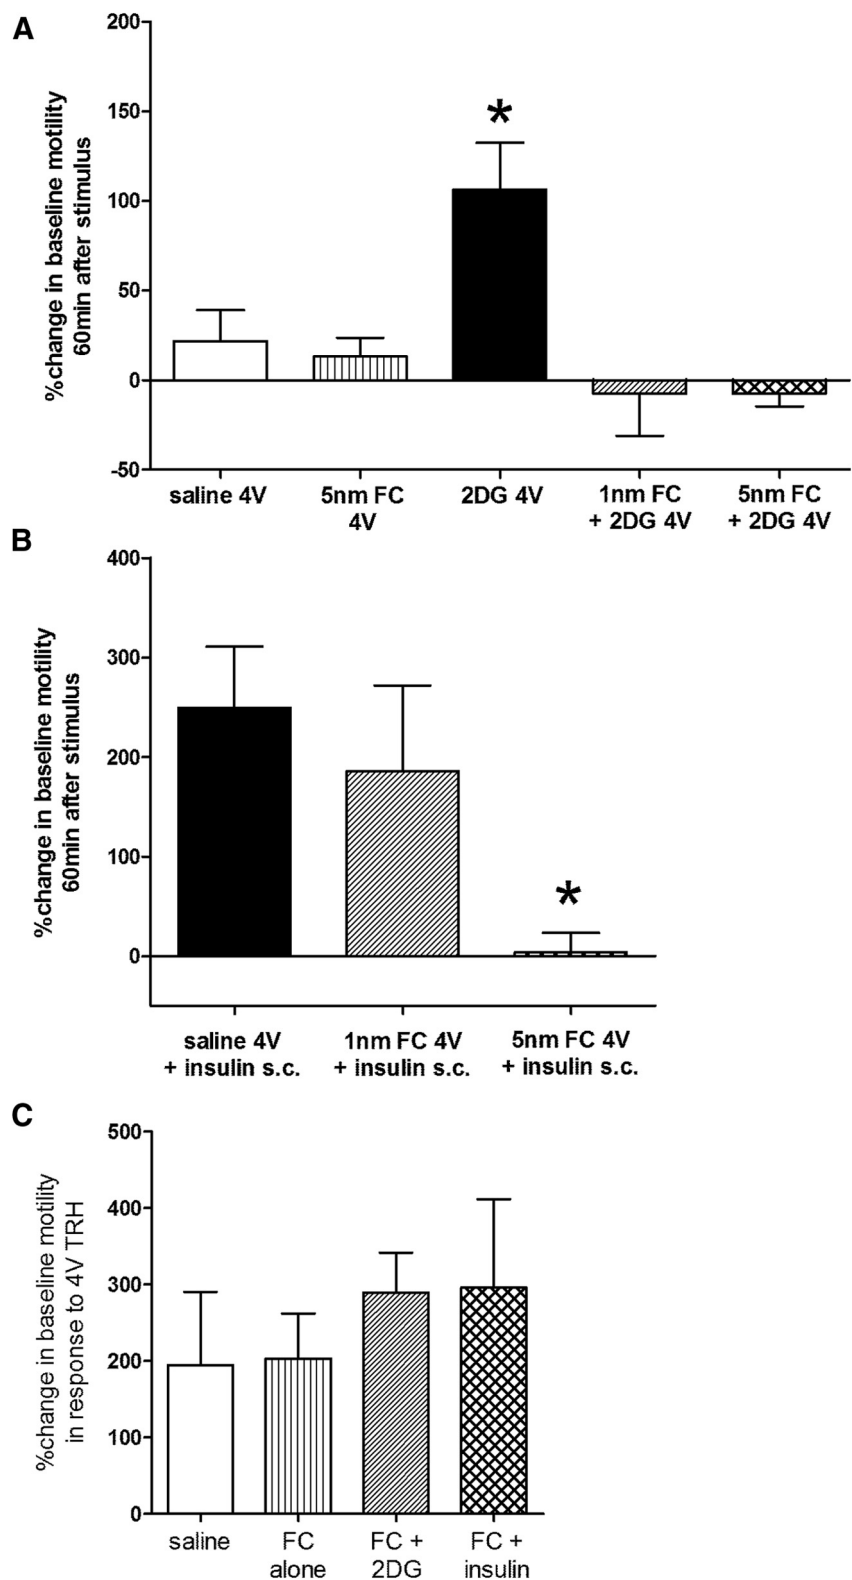 A
%change in baseline motility
60min after stimulus
200
150
100
50
0
-50
*
saline 4V
5nm FC
4V
2DG 4V
1nm FC
+ 2DG 4V
5nm FC
+ 2DG 4V
B
%change in baseline motility
60min after stimulus
400
300
200
100
0
*
saline 4V
+ insulin s.c.
1nm FC 4V
+ insulin s.c.
5nm FC 4V
+ insulin s.c.
C
%change in baseline motility
in response to 4V TRH
500
400
300
200
100
0
saline
FC
alone
FC +
2DG
FC +
insulin